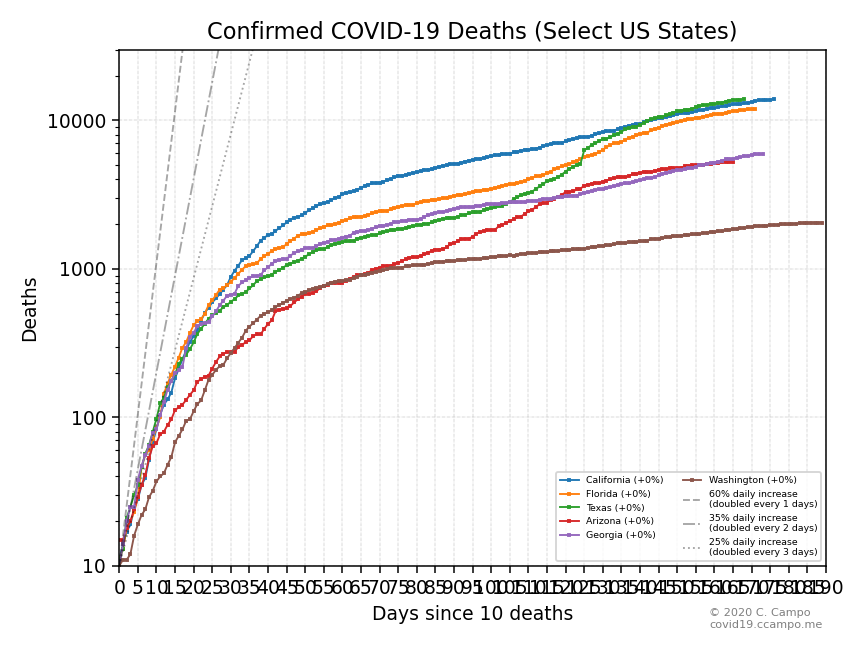 Confirmed COVID-19 Deaths (Select US States)
Deaths
10000
1000
100
10
California (+0%)
Florida (+0%)
Texas (+0%)
Arizona (+0%)
Georgia (+0%)
Washington (+0%)
60% daily increase
(doubled every 1 days)
35% daily increase
(doubled every 2 days)
25% daily increase
(doubled every 3 days)
0 5 10 15 20 25 30 35 40 45 50 55 60 65 70 75 80 85 90 95 100 105 110 115 120 125 130 135 140 145 150 155 160 165 170 175 180 185 190
Days since 10 deaths
© 2020 C. Campo
covid19.ccampo.me